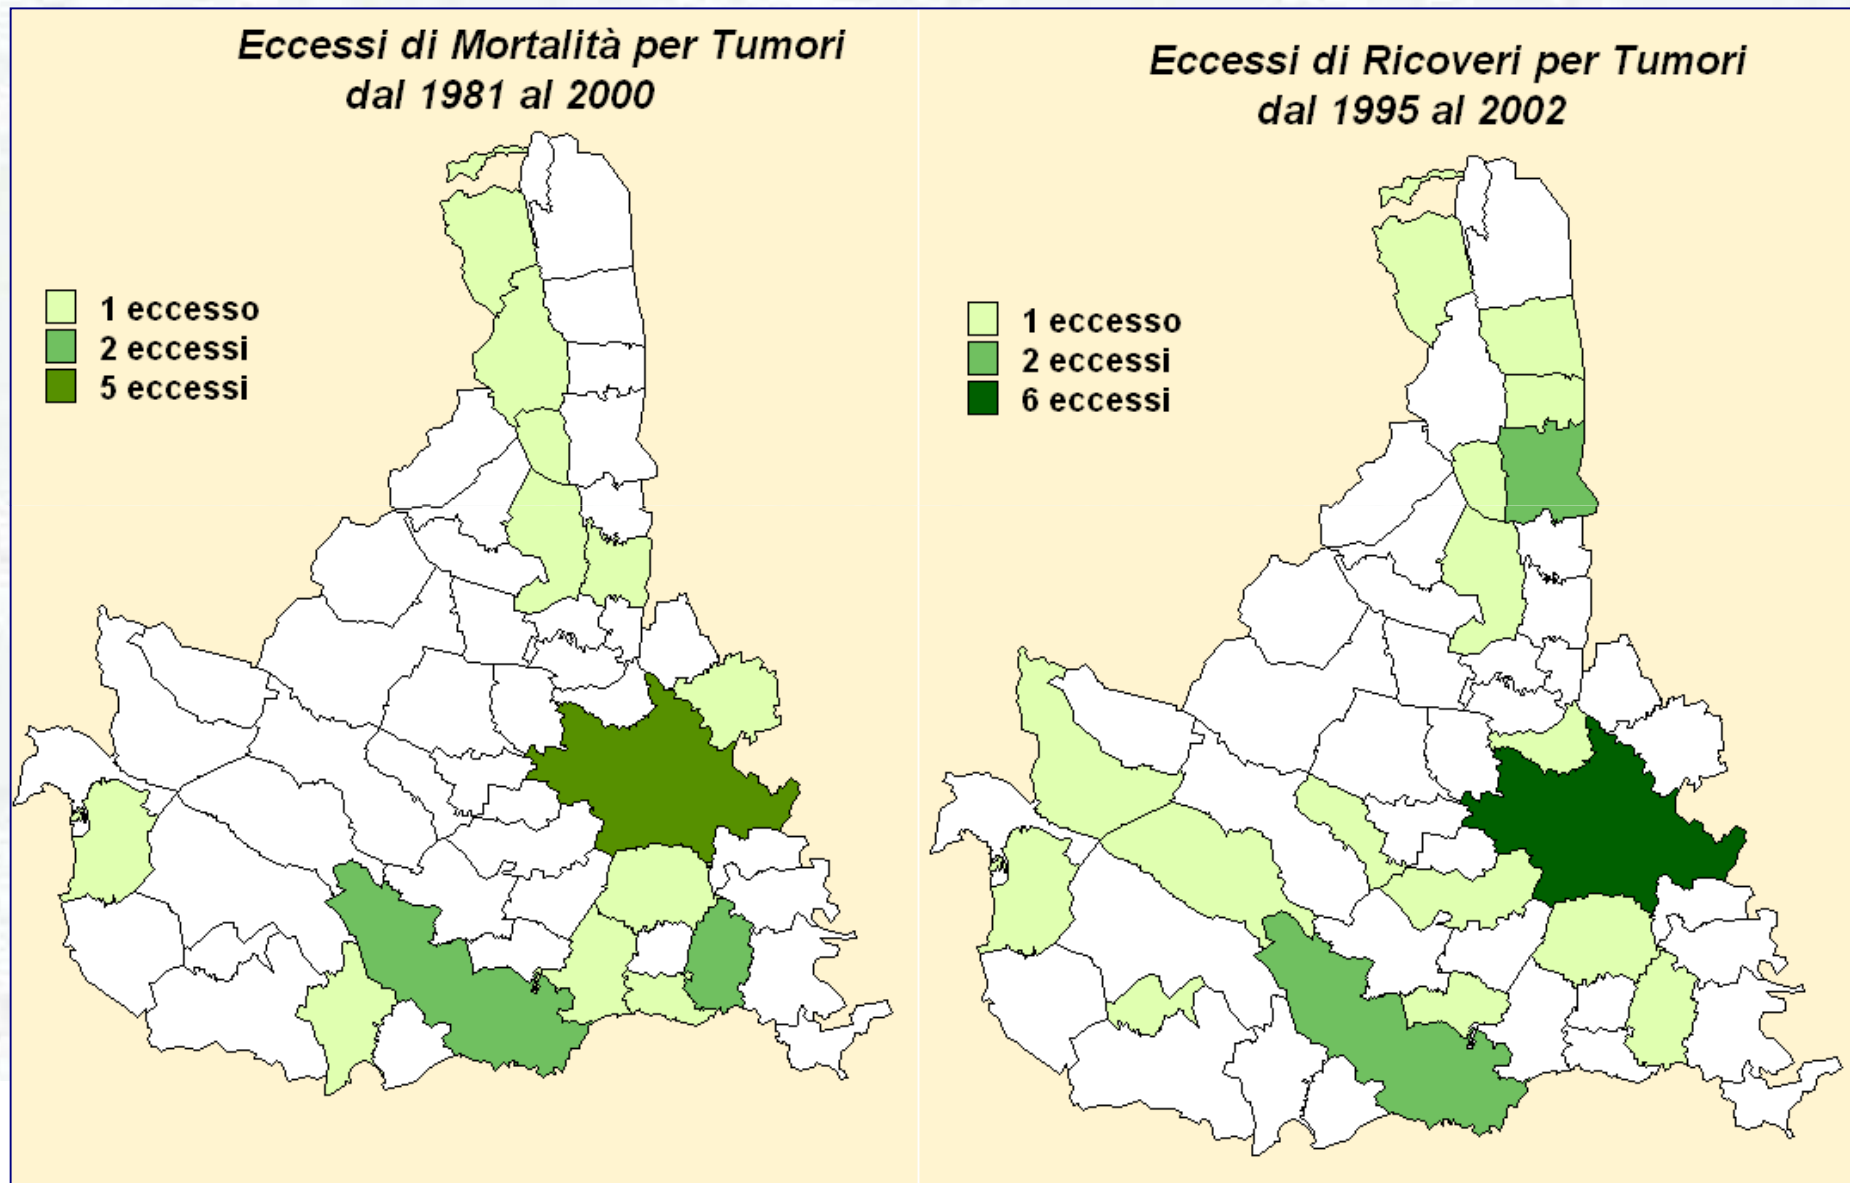 Eccessi di Mortalità per Tumori
dal 1981 al 2000
1 eccesso
2 eccessi
5 eccessi
Eccessi di Ricoveri per Tumori
dal 1995 al 2002
1 eccesso
2 eccessi
6 eccessi